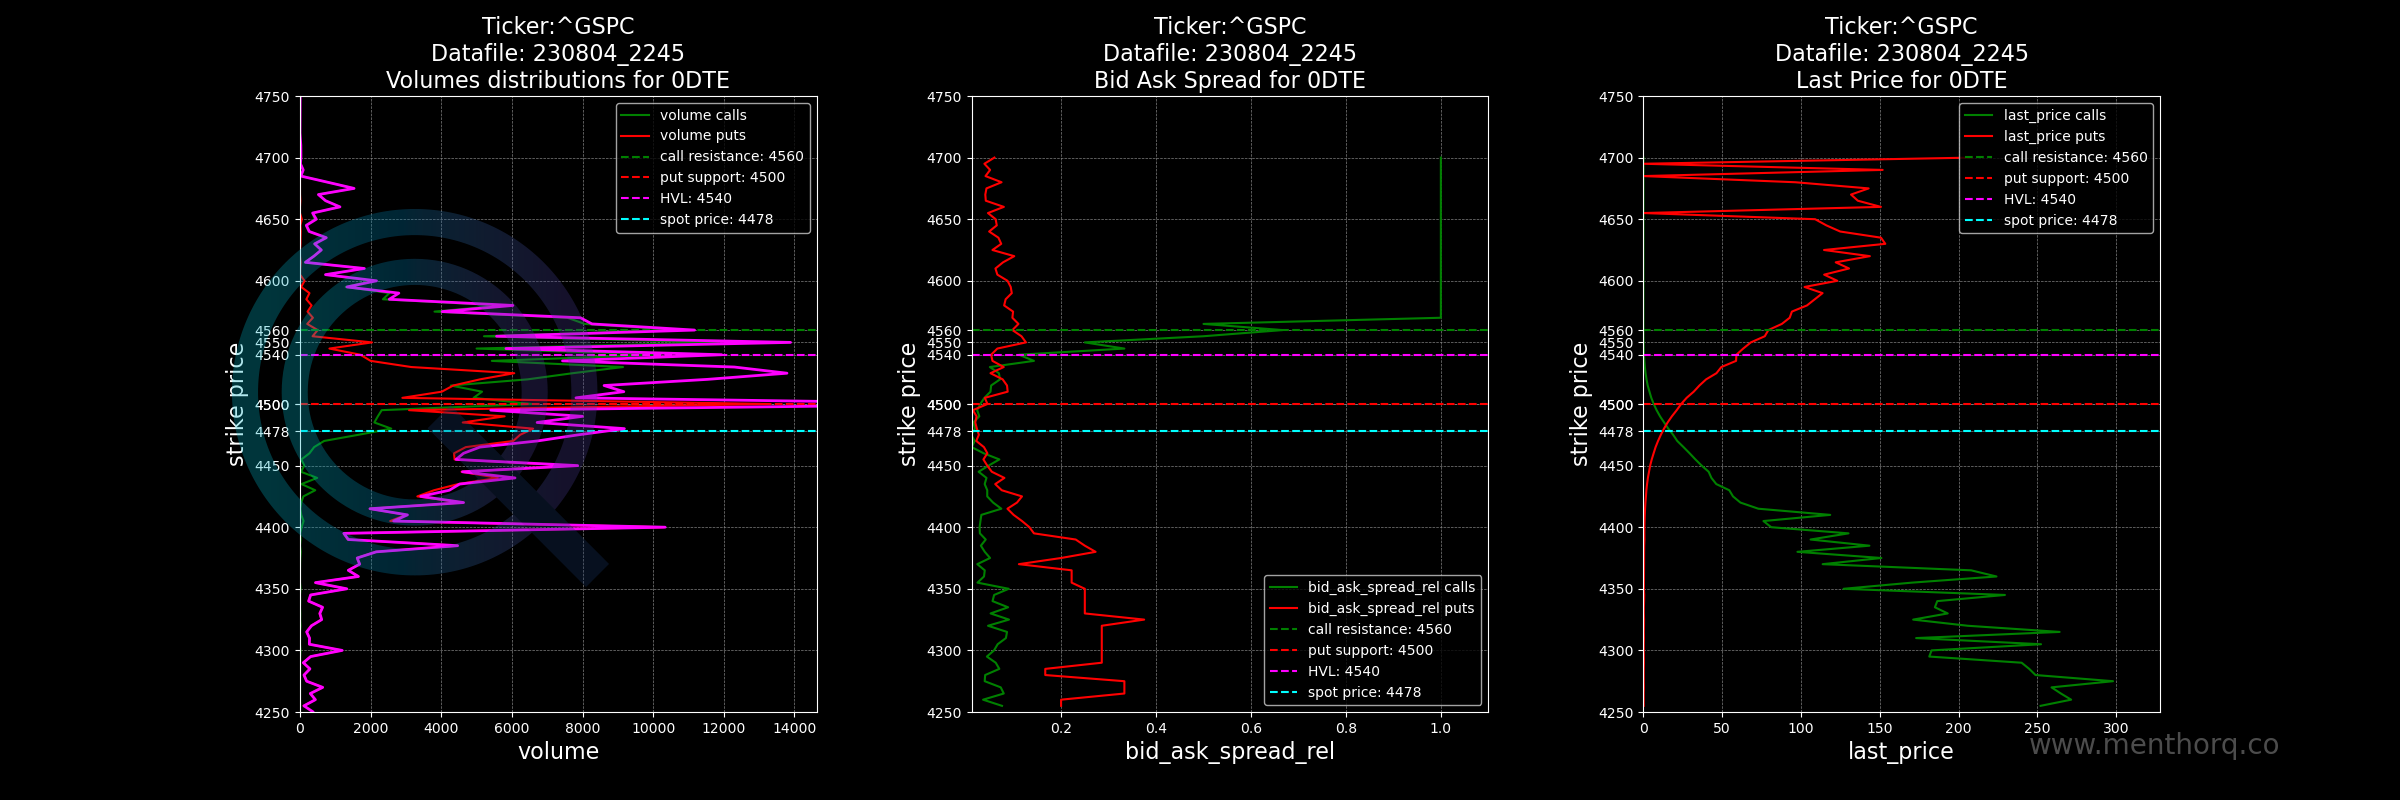 Ticker:^GSPC
Datafile: 230804_2245
Volumes distributions for 0DTE
4750
4700
4650
4600
4560
4550
4540
4500
4478
4450
4400
4350
4300
4250
strike price
0 2000 4000 6000 8000 10000 12000 14000
volume
volume calls
volume puts
call resistance: 4560
put support: 4500
HVL: 4540
spot price: 4478
Ticker:^GSPC
Datafile: 230804_2245
Bid Ask Spread for 0DTE
4750
4700
4650
4600
4560
4550
4540
4500
4478
4450
4400
4350
4300
4250
strike price
0.2 0.4 0.6 0.8 1.0
bid_ask_spread_rel
bid_ask_spread_rel calls
bid_ask_spread_rel puts
call resistance: 4560
put support: 4500
HVL: 4540
spot price: 4478
Ticker:^GSPC
Datafile: 230804_2245
Last Price for 0DTE
4750
4700
4650
4600
4560
4550
4540
4500
4478
4450
4400
4350
4300
4250
strike price
0 50 100 150 200 250 300
last_price
last_price calls
last_price puts
call resistance: 4560
put support: 4500
HVL: 4540
spot price: 4478
www.menthorq.co